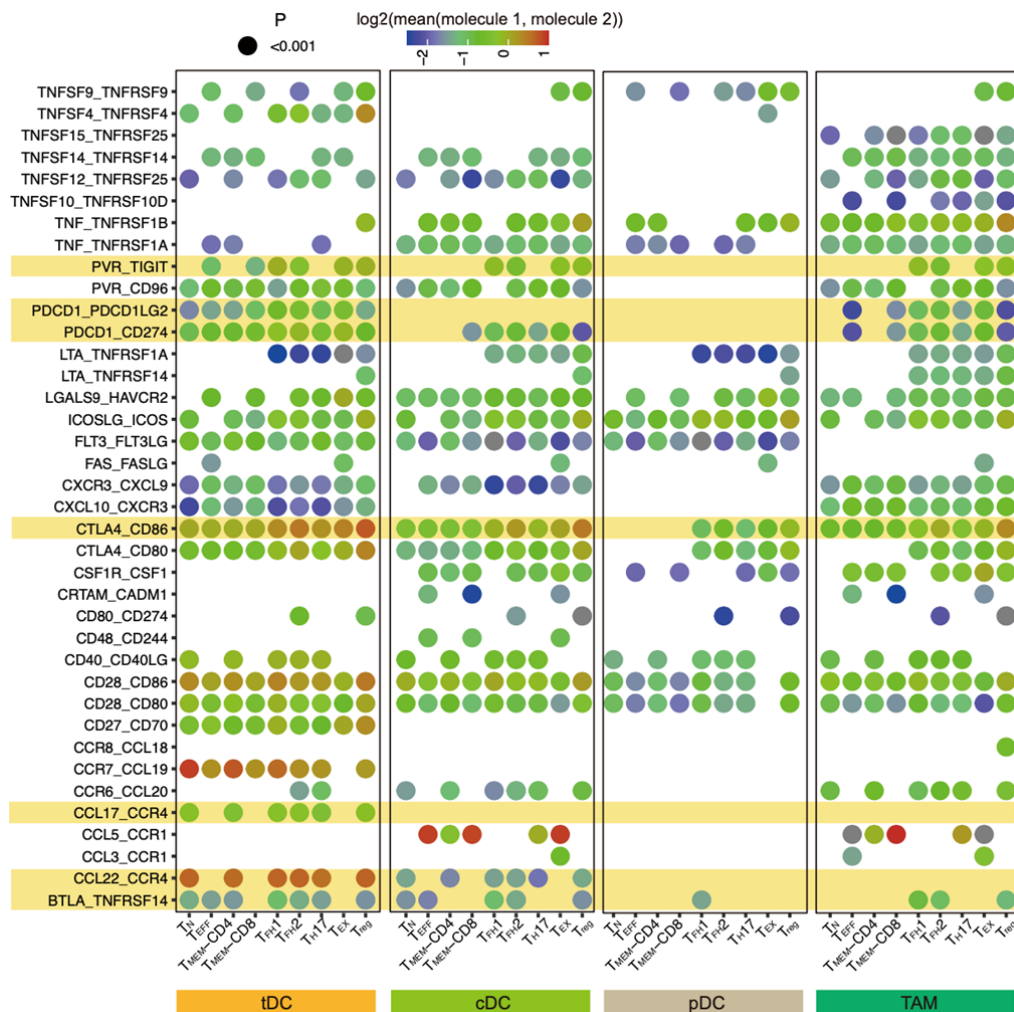 P
<0.001
log2(mean(molecule 1, molecule 2))
-2 -1 0 1
TNFSF9_TNFRSF9
TNFSF4_TNFRSF4
TNFSF15_TNFRSF25
TNFSF14_TNFRSF14
TNFSF12_TNFRSF25
TNFSF10_TNFRSF10D
TNF_TNFRSF1B
TNF_TNFRSF1A
PVR_TIGIT
PVR_CD96
PDCD1_PDCD1LG2
PDCD1_CD274
LTA_TNFRSF1A
LTA_TNFRSF14
LGALS9_HAVCR2
ICOSLG_ICOS
FLT3_FLT3LG
FAS_FASLG
CXCR3_CXCL9
CXCL10_CXCR3
CTLA4_CD86
CTLA4_CD80
CSF1R_CSF1
CRTAM_CADM1
CD80_CD274
CD48_CD244
CD40_CD40LG
CD28_CD86
CD28_CD80
CD27_CD70
CCR8_CCL18
CCR7_CCL19
CCR6_CCL20
CCL17_CCR4
CCL5_CCR1
CCL3_CCR1
CCL22_CCR4
BTLA_TNFRSF14
TN TEFF TMEM-CD4 TMEM-CD8 TFH1 TFH2 TH17 TEX Treg
TN TEFF TMEM-CD4 TMEM-CD8 TFH1 TFH2 TH17 TEX Treg
TN TEFF TMEM-CD4 TMEM-CD8 TFH1 TFH2 TH17 TEX Treg
TN TEFF TMEM-CD4 TMEM-CD8 TFH1 TFH2 TH17 TEX Treg
tDC cDC pDC TAM